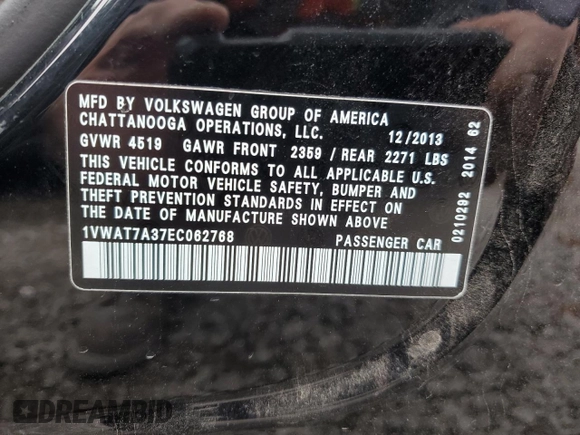 MFD BY VOLKSWAGEN GROUP OF AMERICA
CHATTANOOGA OPERATIONS, LLC. 12/2013
GVWR 4519 GAWR FRONT 2359 / REAR 2271 LBS
THIS VEHICLE CONFORMS TO ALL APPLICABLE U.S.
FEDERAL MOTOR VEHICLE SAFETY, BUMPER AND
THEFT PREVENTION STANDARDS IN EFFECT ON
THE DATE OF MANUFACTURE SHOWN ABOVE
1VWAT7A37EC062768 PASSENGER CAR
0210292 2014 62
DREAMBID